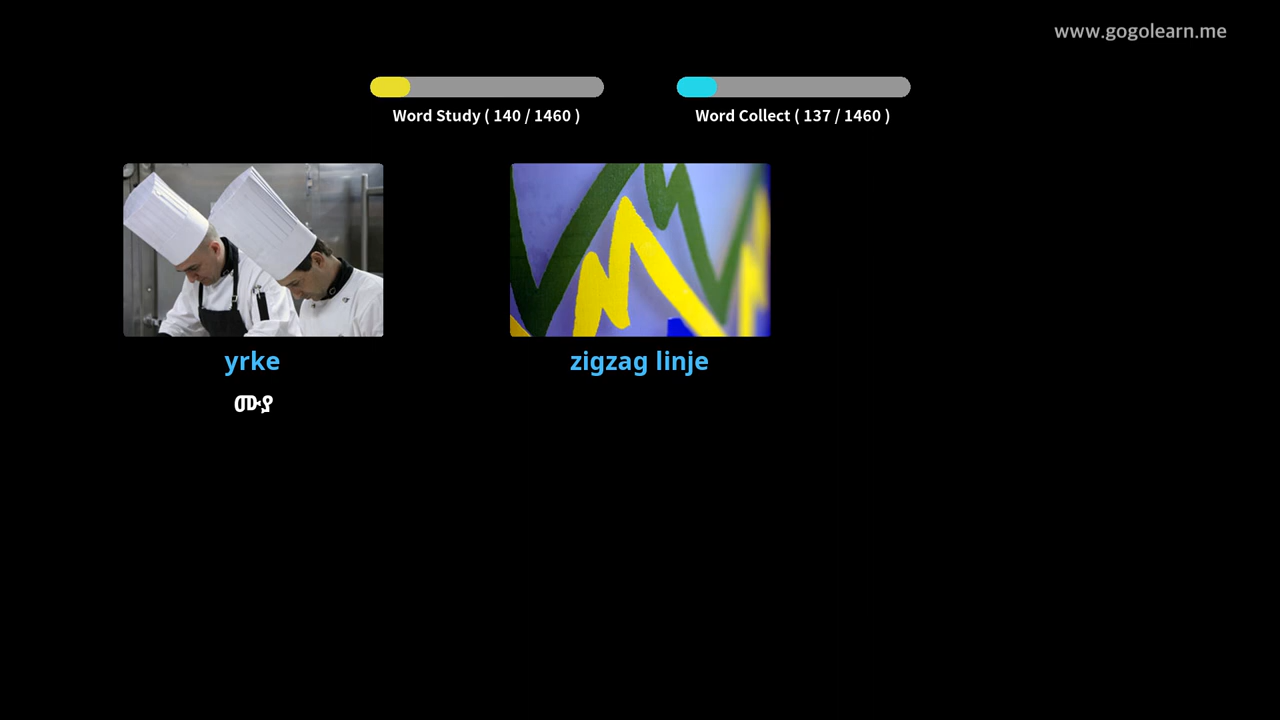 www.gogolearn.me
Word Study ( 140 / 1460 )
Word Collect ( 137 / 1460 )
yrke
zigzag linje
ሙያ